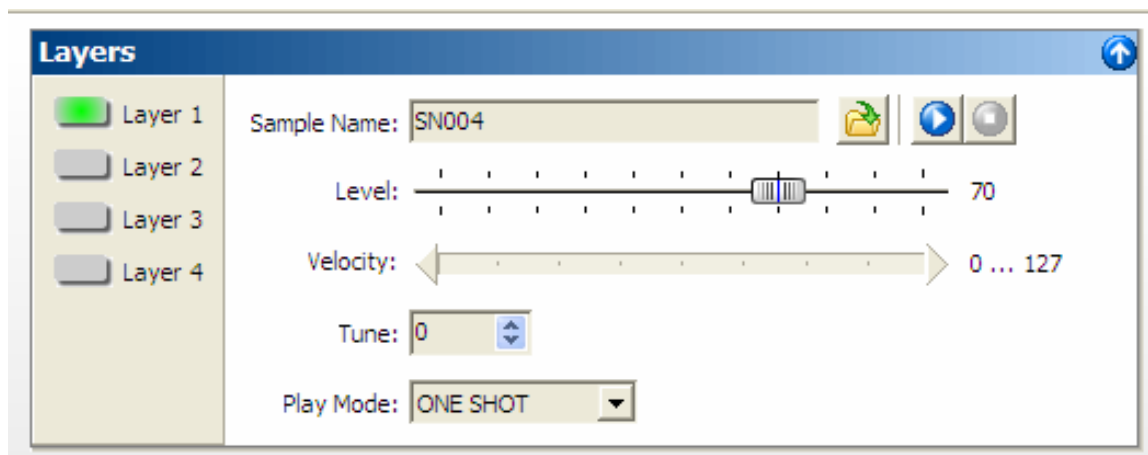 Layers
Layer 1
Layer 2
Layer 3
Layer 4
Sample Name: SN004
Level: 70
Velocity: 0 ... 127
Tune: 0
Play Mode: ONE SHOT